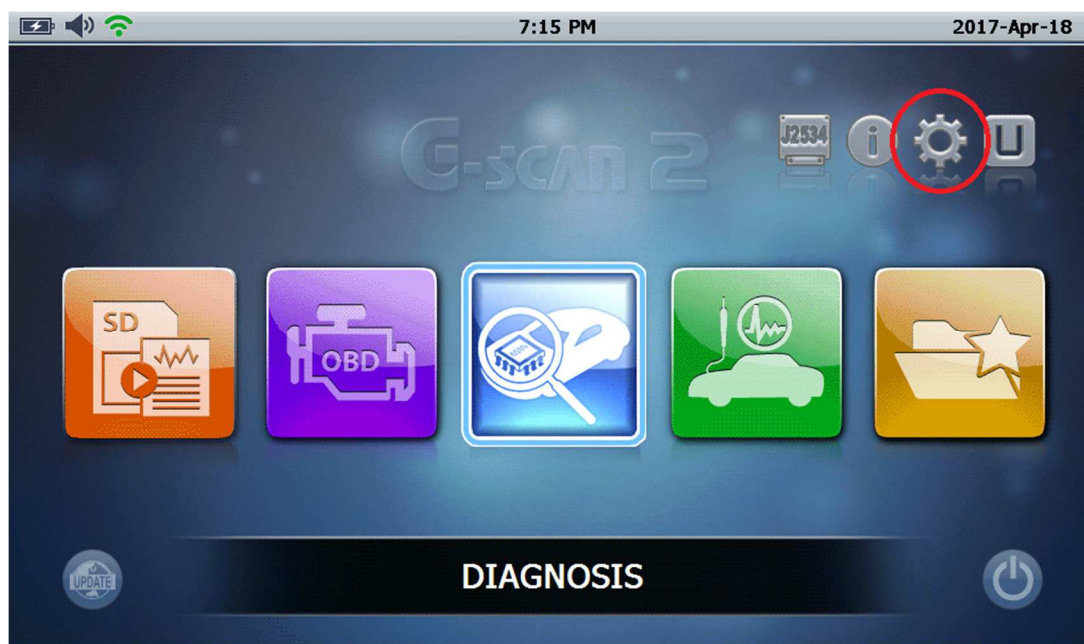 7:15 PM
2017-Apr-18
G-scan 2
J2534
i
U
SD
OBD
DIAGNOSIS
UPDATE